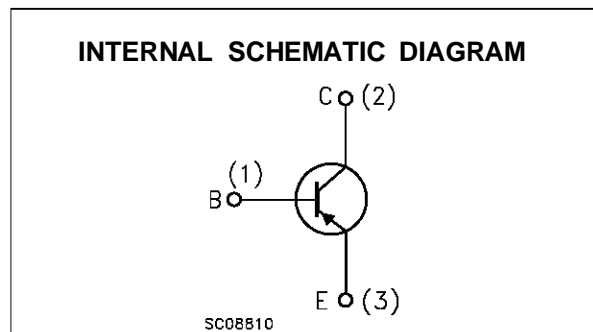 INTERNAL SCHEMATIC DIAGRAM
C (2)
(1)
B
E (3)
SC08810